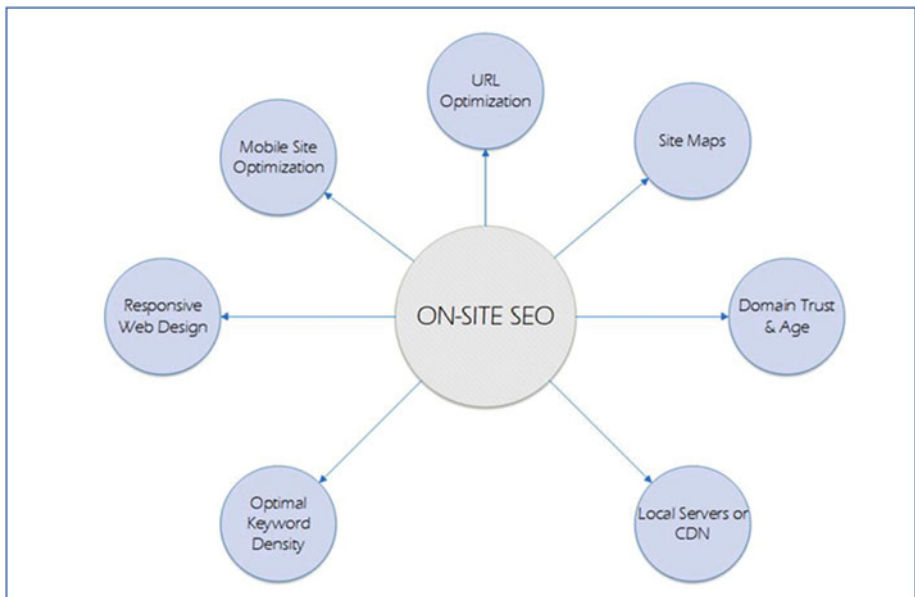 URL
Optimization
Mobile Site
Optimization
Site Maps
Responsive
Web Design
ON-SITE SEO
Domain Trust
& Age
Optimal
Keyword
Density
Local Servers or
CDN